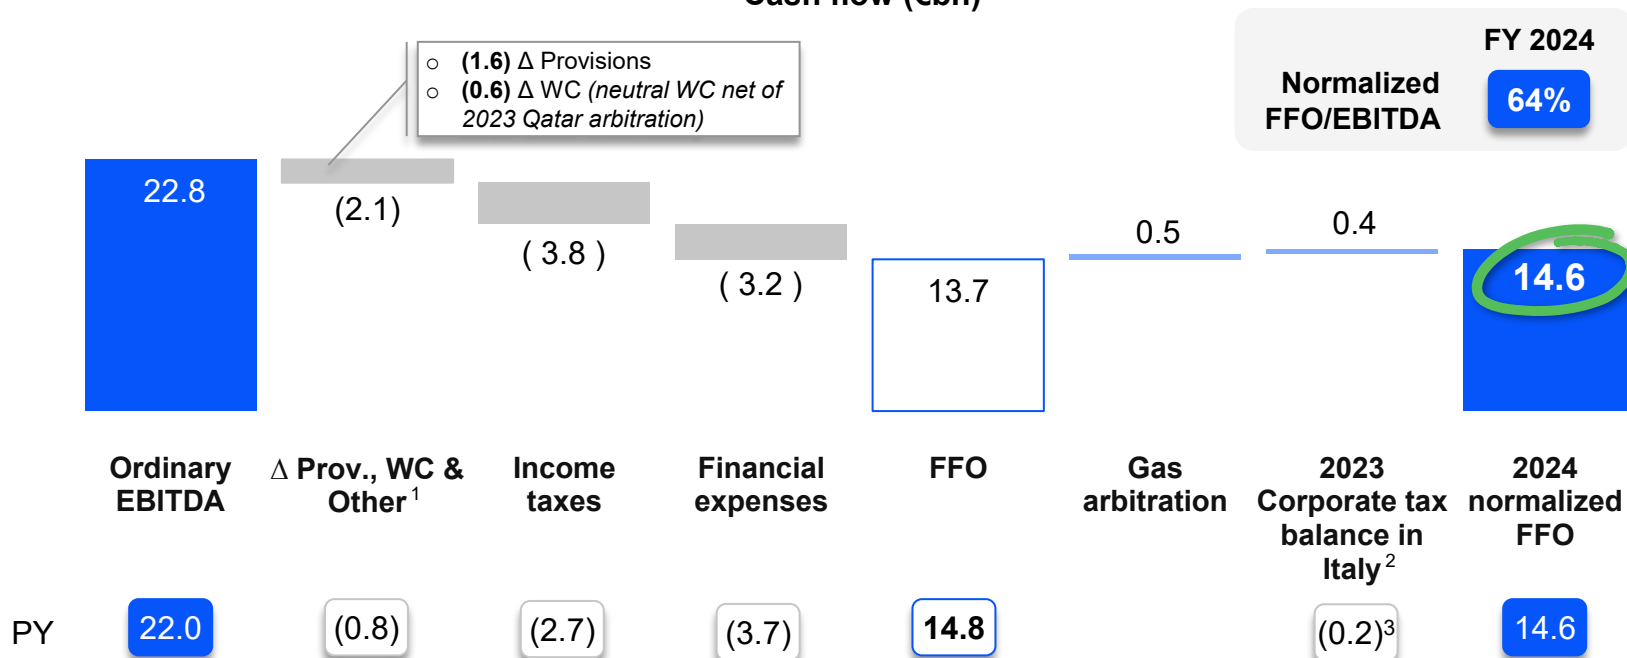 Cash flow (€bn)
FY 2024
Normalized
FFO/EBITDA
64%
○ (1.6) Δ Provisions
○ (0.6) Δ WC (neutral WC net of
2023 Qatar arbitration)
22.8
(2.1)
( 3.8 )
( 3.2 )
13.7
0.5
0.4
14.6
Ordinary
EBITDA
Δ Prov., WC &
Other 1
Income
taxes
Financial
expenses
FFO
Gas
arbitration
2023
Corporate tax
balance in
Italy 2
2024
normalized
FFO
PY
22.0
(0.8)
(2.7)
(3.7)
14.8
(0.2)3
14.6